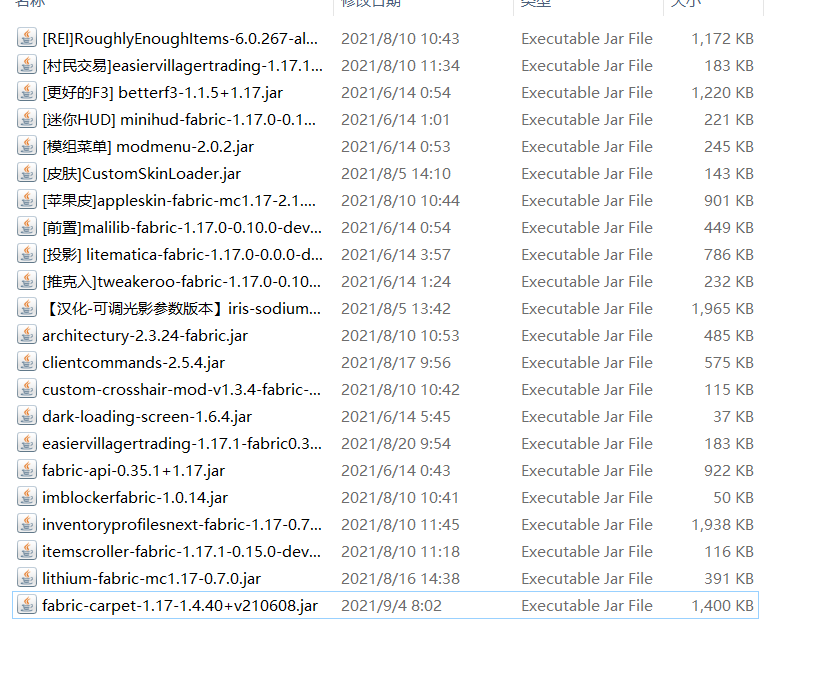 名称 修改日期 类型 大小
[REI]RoughlyEnoughItems-6.0.267-al... 2021/8/10 10:43 Executable Jar File 1,172 KB
[村民交易]easiervillagertrading-1.17.1... 2021/8/10 11:34 Executable Jar File 183 KB
[更好的F3] betterf3-1.1.5+1.17.jar 2021/6/14 0:54 Executable Jar File 1,220 KB
[迷你HUD] minihud-fabric-1.17.0-0.1... 2021/6/14 1:01 Executable Jar File 221 KB
[模组菜单] modmenu-2.0.2.jar 2021/6/14 0:53 Executable Jar File 245 KB
[皮肤]CustomSkinLoader.jar 2021/8/5 14:10 Executable Jar File 143 KB
[苹果皮]appleskin-fabric-mc1.17-2.1.... 2021/8/10 10:44 Executable Jar File 901 KB
[前置]malilib-fabric-1.17.0-0.10.0-dev... 2021/6/14 0:54 Executable Jar File 449 KB
[投影] litematica-fabric-1.17.0-0.0.0-d... 2021/6/14 3:57 Executable Jar File 786 KB
[推克入]tweakeroo-fabric-1.17.0-0.10... 2021/6/14 1:24 Executable Jar File 232 KB
【汉化-可调光影参数版本】iris-sodium... 2021/8/5 13:42 Executable Jar File 1,965 KB
architectury-2.3.24-fabric.jar 2021/8/10 10:53 Executable Jar File 485 KB
clientcommands-2.5.4.jar 2021/8/17 9:56 Executable Jar File 575 KB
custom-crosshair-mod-v1.3.4-fabric-... 2021/8/10 10:42 Executable Jar File 115 KB
dark-loading-screen-1.6.4.jar 2021/6/14 5:45 Executable Jar File 37 KB
easiervillagertrading-1.17.1-fabric0.3... 2021/8/20 9:54 Executable Jar File 183 KB
fabric-api-0.35.1+1.17.jar 2021/6/14 0:43 Executable Jar File 922 KB
imblockerfabric-1.0.14.jar 2021/8/10 10:41 Executable Jar File 50 KB
inventoryprofilesnext-fabric-1.17-0.7... 2021/8/10 11:45 Executable Jar File 1,938 KB
itemscroller-fabric-1.17.1-0.15.0-dev... 2021/8/10 11:18 Executable Jar File 116 KB
lithium-fabric-mc1.17-0.7.0.jar 2021/8/16 14:38 Executable Jar File 391 KB
fabric-carpet-1.17-1.4.40+v210608.jar 2021/9/4 8:02 Executable Jar File 1,400 KB